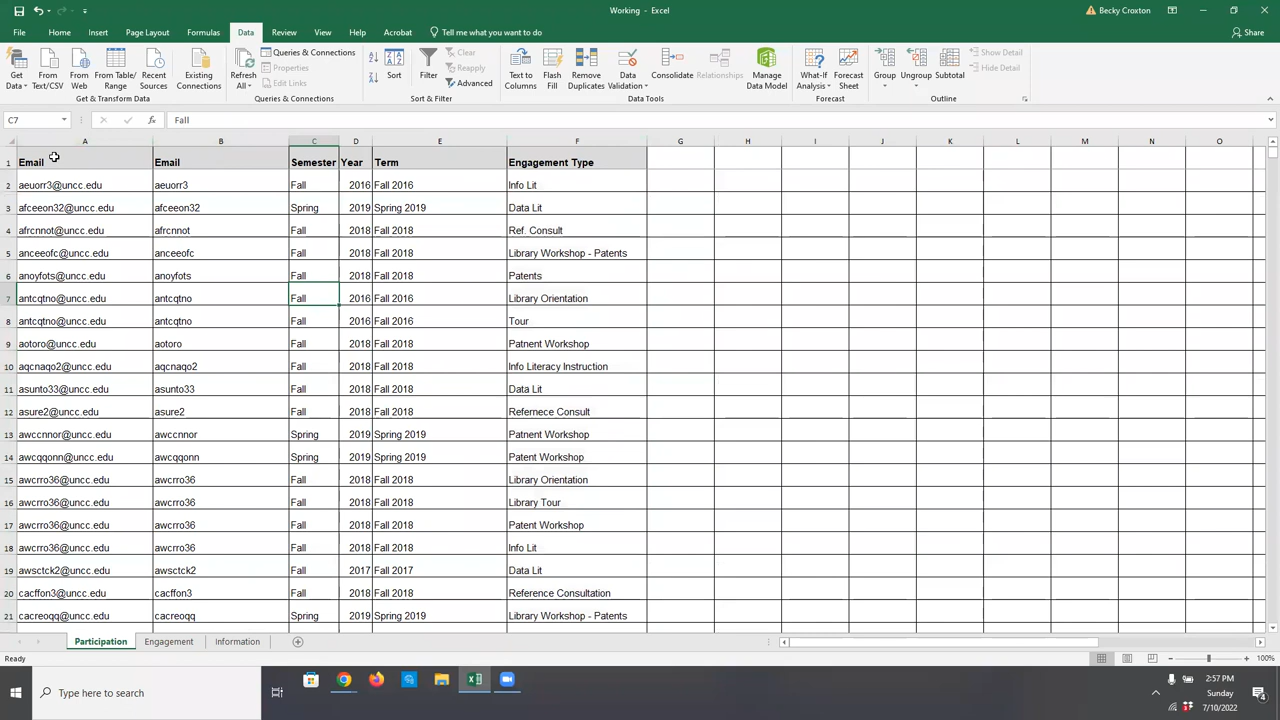 Working - Excel
Becky Croxton
File Home Insert Page Layout Formulas Data Review View Help Acrobat Tell me what you want to do Share
Get Data From Text/CSV From Web From Table/Range Recent Sources Existing Connections
Get & Transform Data
Refresh All Queries & Connections Properties Edit Links
Queries & Connections
Sort Filter Clear Reapply Advanced
Sort & Filter
Text to Columns Flash Fill Remove Duplicates Data Validation Consolidate Relationships Manage Data Model
Data Tools
What-If Analysis Forecast Sheet
Forecast
Group Ungroup Subtotal Show Detail Hide Detail
Outline
C7 fx Fall
A B C D E F G H I J K L M N O
1 Email Email Semester Year Term Engagement Type
2 aeuorr3@uncc.edu aeuorr3 Fall 2016 Fall 2016 Info Lit
3 afceeon32@uncc.edu afceeon32 Spring 2019 Spring 2019 Data Lit
4 afrcnnot@uncc.edu afrcnnot Fall 2018 Fall 2018 Ref. Consult
5 anceeofc@uncc.edu anceeofc Fall 2018 Fall 2018 Library Workshop - Patents
6 anoyfots@uncc.edu anoyfots Fall 2018 Fall 2018 Patents
7 antcqtno@uncc.edu antcqtno Fall 2016 Fall 2016 Library Orientation
8 antcqtno@uncc.edu antcqtno Fall 2016 Fall 2016 Tour
9 aotoro@uncc.edu aotoro Fall 2018 Fall 2018 Patnent Workshop
10 aqcnaqo2@uncc.edu aqcnaqo2 Fall 2018 Fall 2018 Info Literacy Instruction
11 asunto33@uncc.edu asunto33 Fall 2018 Fall 2018 Data Lit
12 asure2@uncc.edu asure2 Fall 2018 Fall 2018 Refernece Consult
13 awccnnor@uncc.edu awccnnor Spring 2019 Spring 2019 Patnent Workshop
14 awcqqonn@uncc.edu awcqqonn Spring 2019 Spring 2019 Patent Workshop
15 awcrro36@uncc.edu awcrro36 Fall 2018 Fall 2018 Library Orientation
16 awcrro36@uncc.edu awcrro36 Fall 2018 Fall 2018 Library Tour
17 awcrro36@uncc.edu awcrro36 Fall 2018 Fall 2018 Patent Workshop
18 awcrro36@uncc.edu awcrro36 Fall 2018 Fall 2018 Info Lit
19 awsctck2@uncc.edu awsctck2 Fall 2017 Fall 2017 Data Lit
20 cacffon3@uncc.edu cacffon3 Fall 2018 Fall 2018 Reference Consultation
21 cacreoqq@uncc.edu cacreoqq Spring 2019 Spring 2019 Library Workshop - Patents
Participation Engagement Information
Ready 100%
Type here to search
2:57 PM
Sunday
7/10/2022
4